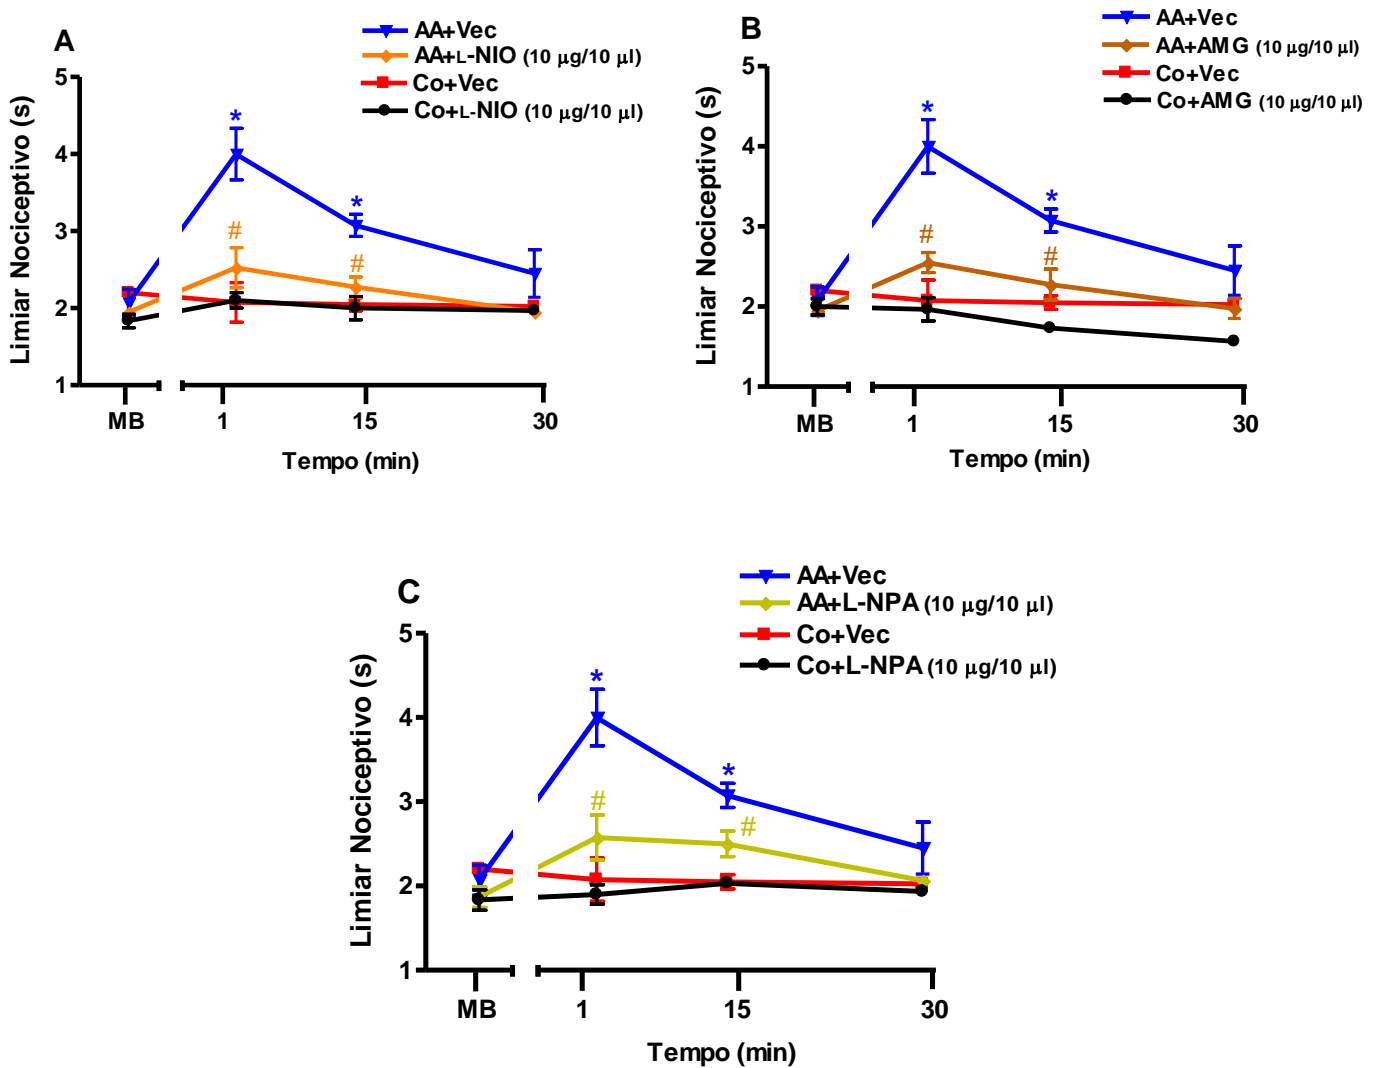 A
AA+Vec
AA+L-NIO (10 µg/10 µl)
Co+Vec
Co+L-NIO (10 µg/10 µl)
Limiar Nociceptivo (s)
5
4
3
2
1
*
*
#
#
MB 1 15 30
Tempo (min)
B
AA+Vec
AA+AMG (10 µg/10 µl)
Co+Vec
Co+AMG (10 µg/10 µl)
Limiar Nociceptivo (s)
5
4
3
2
1
*
*
#
#
MB 1 15 30
Tempo (min)
C
AA+Vec
AA+L-NPA (10 µg/10 µl)
Co+Vec
Co+L-NPA (10 µg/10 µl)
Limiar Nociceptivo (s)
5
4
3
2
1
*
*
#
#
MB 1 15 30
Tempo (min)